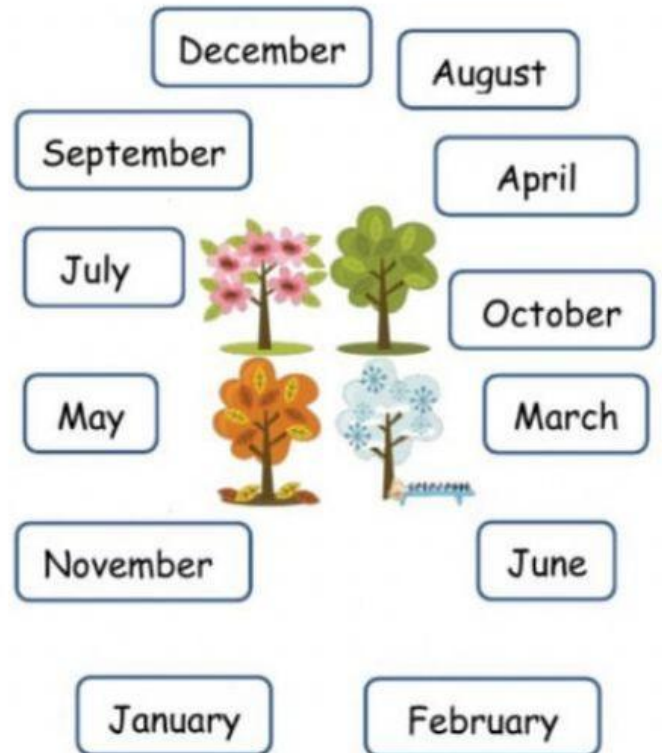 December
August
September
April
July
October
May
March
November
June
January
February